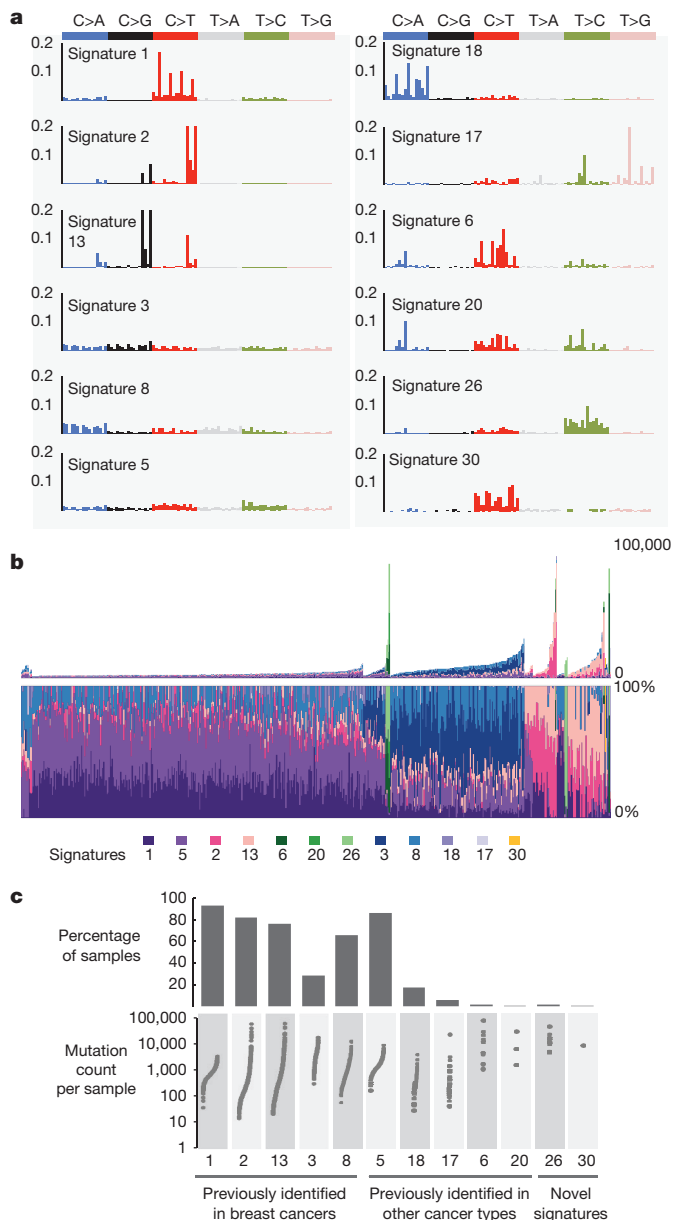 a
C>A C>G C>T T>A T>C T>G
0.2
0.1
Signature 1
0.2
0.1
Signature 2
0.2
0.1
Signature
13
0.2
0.1
Signature 3
0.2
0.1
Signature 8
0.2
0.1
Signature 5
C>A C>G C>T T>A T>C T>G
0.2
0.1
Signature 18
0.2
0.1
Signature 17
0.2
0.1
Signature 6
0.2
0.1
Signature 20
0.2
0.1
Signature 26
0.2
0.1
Signature 30
b
100,000
0
100%
0%
Signatures 1 5 2 13 6 20 26 3 8 18 17 30
c
Percentage
of samples
100
80
60
40
20
Mutation
count
per sample
100,000
10,000
1,000
100
10
1
1 2 13 3 8 5 18 17 6 20 26 30
Previously identified
in breast cancers
Previously identified in
other cancer types
Novel
signatures